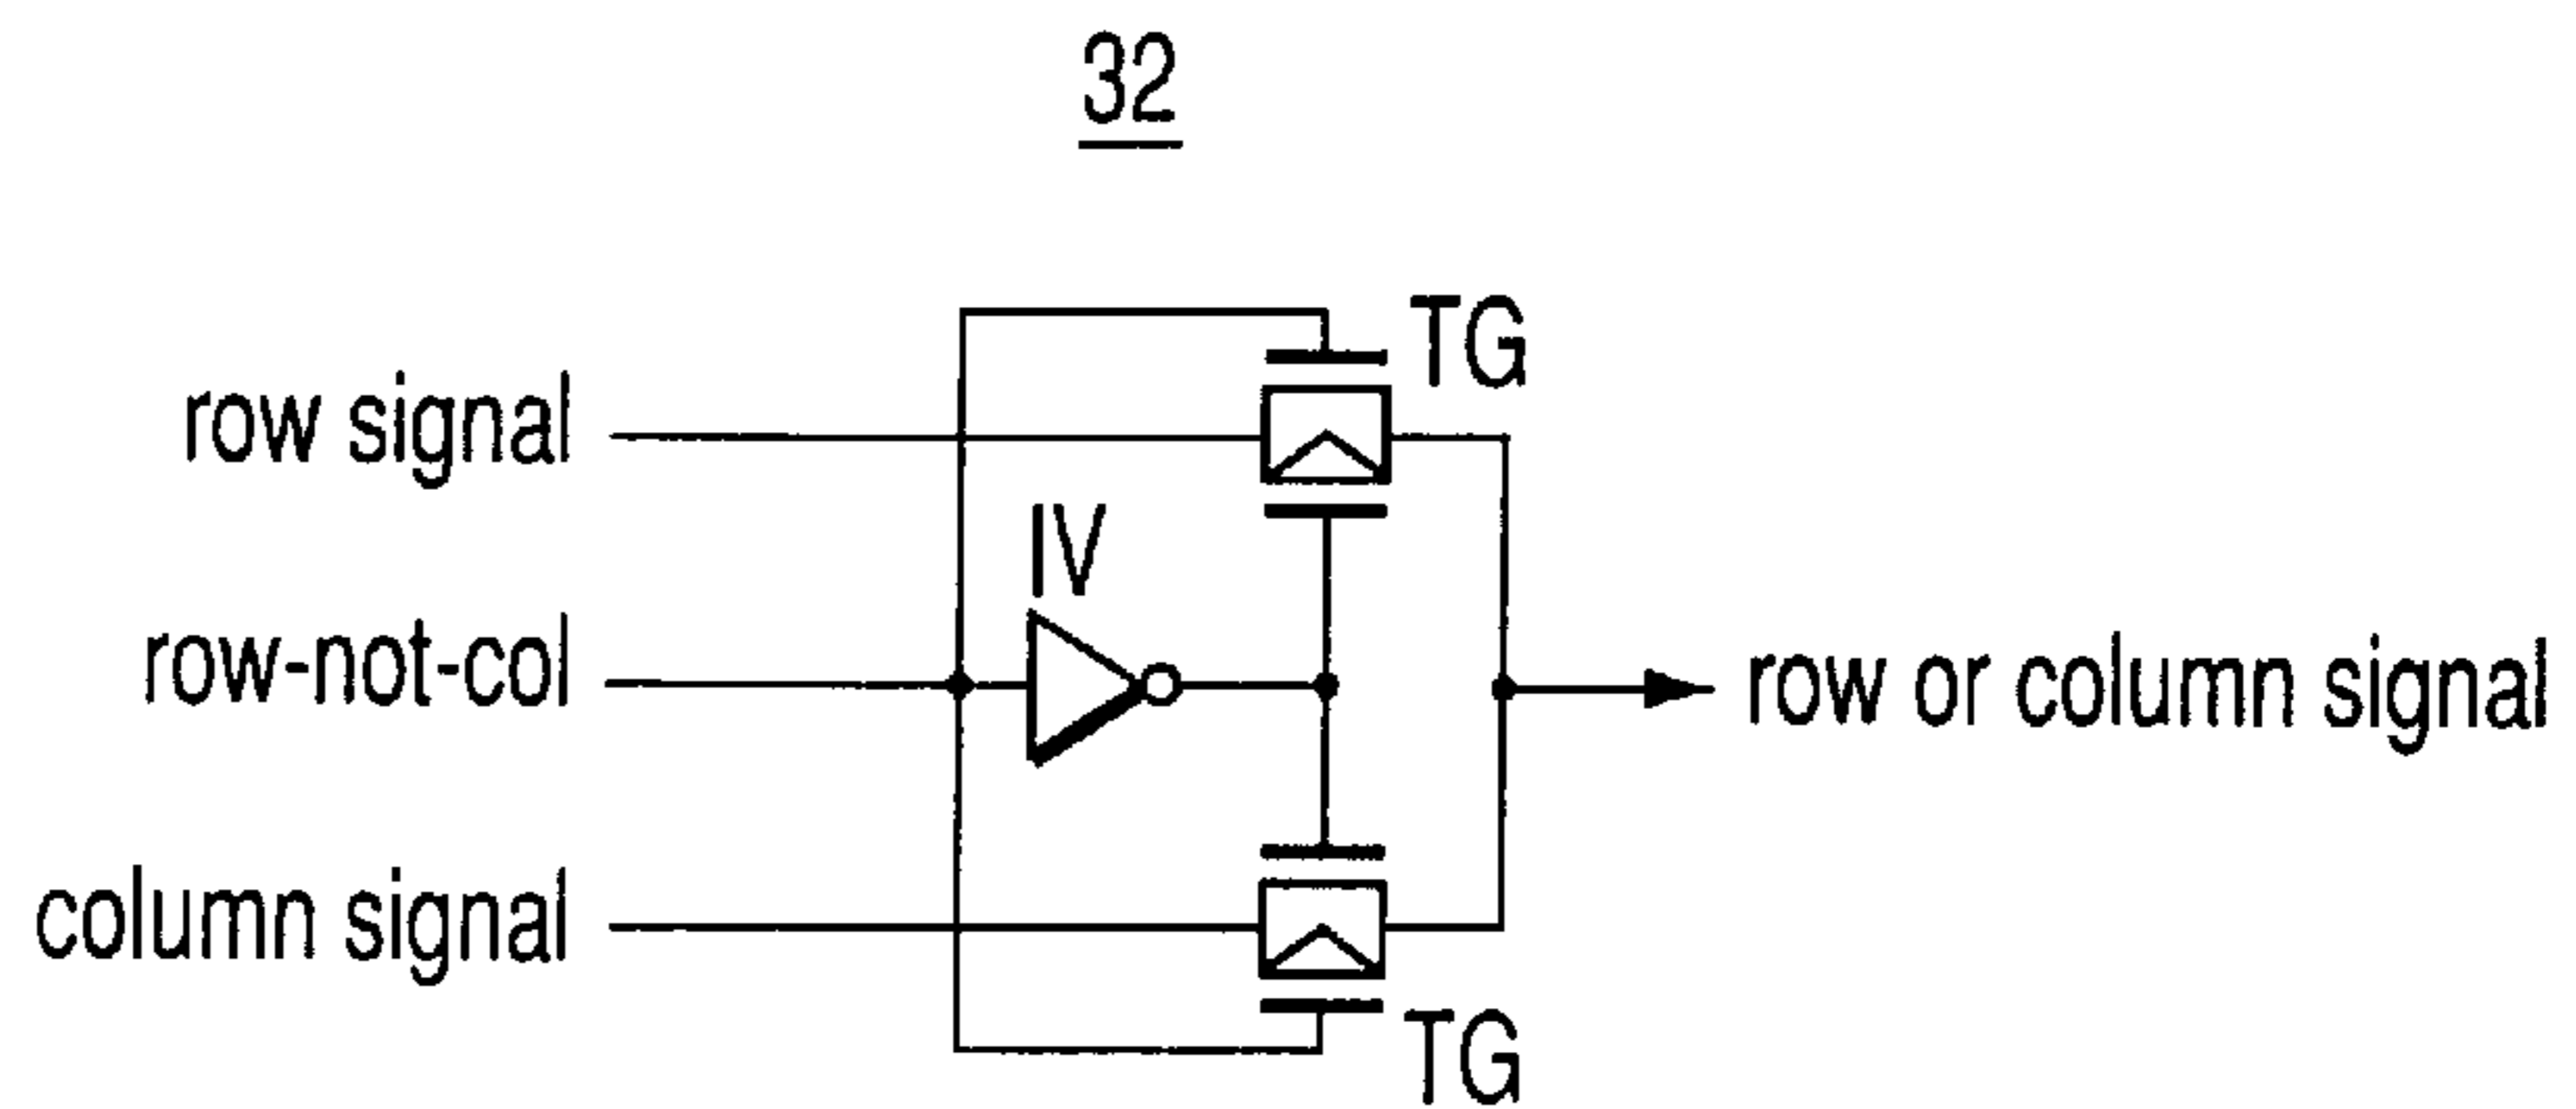 32
TG
row signal
IV
row-not-col
row or column signal
column signal
TG